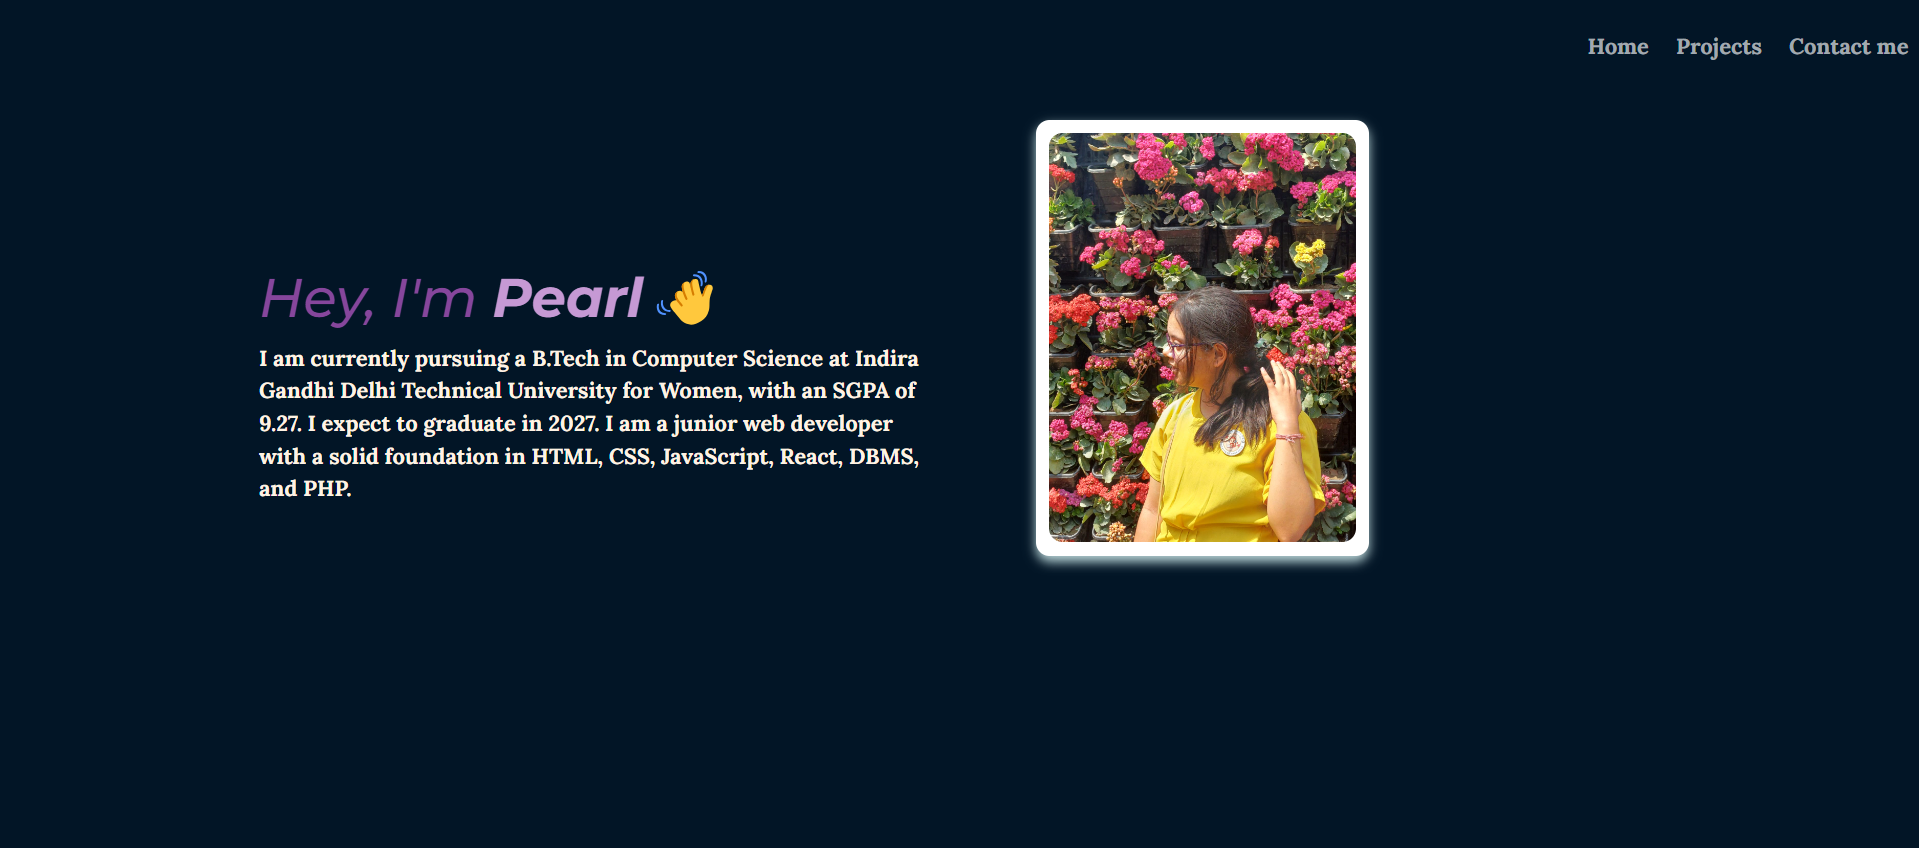 Home Projects Contact me
Hey, I'm Pearl 👋
I am currently pursuing a B.Tech in Computer Science at Indira
Gandhi Delhi Technical University for Women, with an SGPA of
9.27. I expect to graduate in 2027. I am a junior web developer
with a solid foundation in HTML, CSS, JavaScript, React, DBMS,
and PHP.